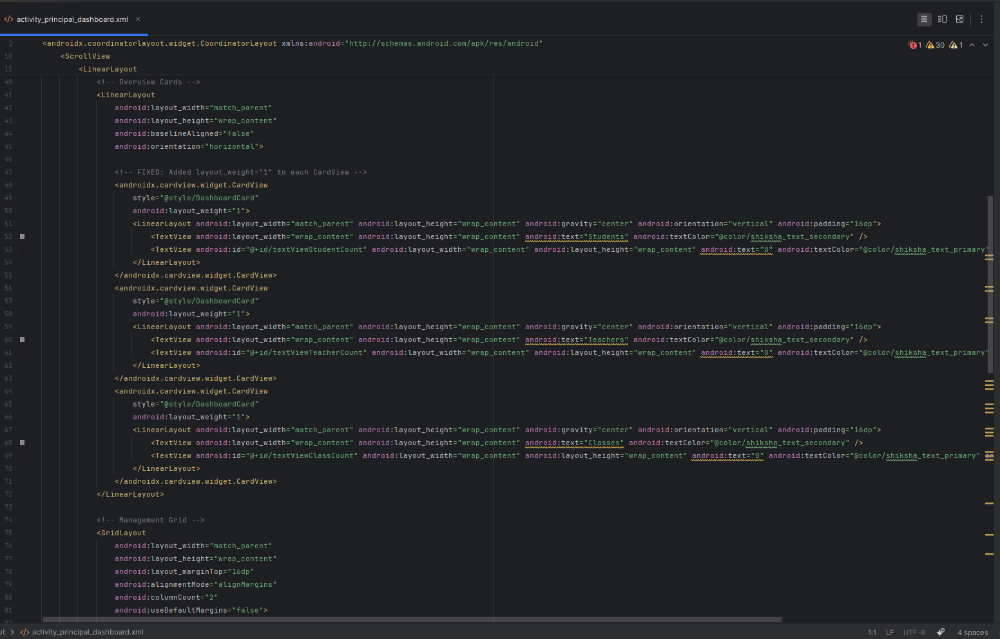 activity_principal_dashboard.xml
1 30 1
2 <androidx.coordinatorlayout.widget.CoordinatorLayout xmlns:android="http://schemas.android.com/apk/res/android"
10 <ScrollView
15 <LinearLayout
40 <!-- Overview Cards -->
41 <LinearLayout
42 android:layout_width="match_parent"
43 android:layout_height="wrap_content"
44 android:baselineAligned="false"
45 android:orientation="horizontal">
46
47 <!-- FIXED: Added layout_weight="1" to each CardView -->
48 <androidx.cardview.widget.CardView
49 style="@style/DashboardCard"
50 android:layout_weight="1">
51 <LinearLayout android:layout_width="match_parent" android:layout_height="wrap_content" android:gravity="center" android:orientation="vertical" android:padding="16dp">
52 <TextView android:layout_width="wrap_content" android:layout_height="wrap_content" android:text="Students" android:textColor="@color/shiksha_text_secondary" />
53 <TextView android:id="@+id/textViewStudentCount" android:layout_width="wrap_content" android:layout_height="wrap_content" android:text="0" android:textColor="@color/shiksha_text_primary"
54 </LinearLayout>
55 </androidx.cardview.widget.CardView>
56 <androidx.cardview.widget.CardView
57 style="@style/DashboardCard"
58 android:layout_weight="1">
59 <LinearLayout android:layout_width="match_parent" android:layout_height="wrap_content" android:gravity="center" android:orientation="vertical" android:padding="16dp">
60 <TextView android:layout_width="wrap_content" android:layout_height="wrap_content" android:text="Teachers" android:textColor="@color/shiksha_text_secondary" />
61 <TextView android:id="@+id/textViewTeacherCount" android:layout_width="wrap_content" android:layout_height="wrap_content" android:text="0" android:textColor="@color/shiksha_text_primary"
62 </LinearLayout>
63 </androidx.cardview.widget.CardView>
64 <androidx.cardview.widget.CardView
65 style="@style/DashboardCard"
66 android:layout_weight="1">
67 <LinearLayout android:layout_width="match_parent" android:layout_height="wrap_content" android:gravity="center" android:orientation="vertical" android:padding="16dp">
68 <TextView android:layout_width="wrap_content" android:layout_height="wrap_content" android:text="Classes" android:textColor="@color/shiksha_text_secondary" />
69 <TextView android:id="@+id/textViewClassCount" android:layout_width="wrap_content" android:layout_height="wrap_content" android:text="0" android:textColor="@color/shiksha_text_primary"
70 </LinearLayout>
71 </androidx.cardview.widget.CardView>
72 </LinearLayout>
73
74 <!-- Management Grid -->
75 <GridLayout
76 android:layout_width="match_parent"
77 android:layout_height="wrap_content"
78 android:layout_marginTop="16dp"
79 android:alignmentMode="alignMargins"
80 android:columnCount="2"
81 android:useDefaultMargins="false">
ut > activity_principal_dashboard.xml 1:1 LF UTF-8 4 spaces